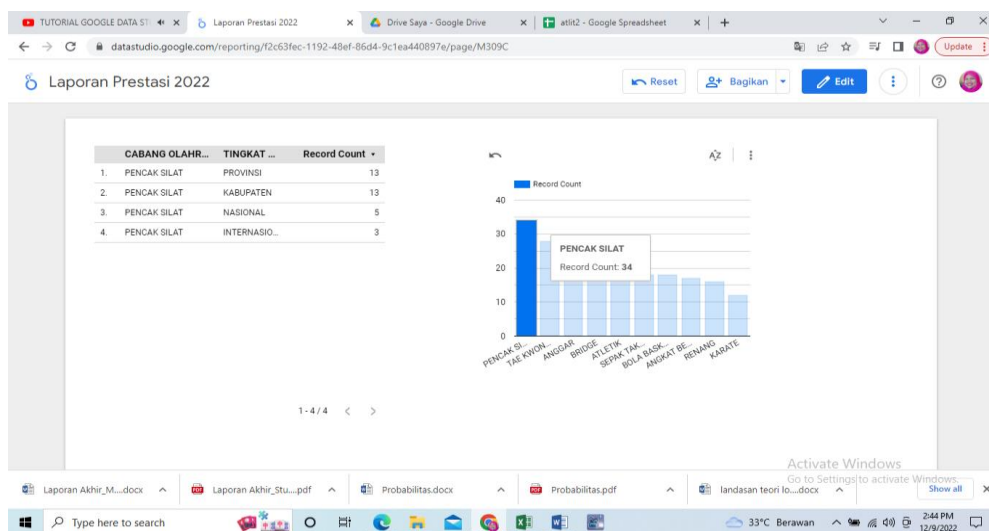 TUTORIAL GOOGLE DATA ST
Laporan Prestasi 2022
Drive Saya - Google Drive
atlit2 - Google Spreadsheet
datastudio.google.com/reporting/f2c63fec-1192-48ef-86d4-9c1ea440897e/page/M309C
Update
Laporan Prestasi 2022
Reset
Bagikan
Edit
CABANG OLAHR... TINGKAT ... Record Count
1. PENCAK SILAT PROVINSI 13
2. PENCAK SILAT KABUPATEN 13
3. PENCAK SILAT NASIONAL 5
4. PENCAK SILAT INTERNASIO... 3
1 - 4 / 4
AZ
Record Count
40
30
20
10
0
PENCAK SILAT
Record Count: 34
PENCAK SI...
TAE KWON...
ANGGAR
BRIDGE
ATLETIK
SEPAK TAK...
BOLA BASK...
ANGKAT BE...
RENANG
KARATE
Activate Windows
Go to Settings to activate Windows.
Laporan Akhir_M....docx
Laporan Akhir_Stu....pdf
Probabilitas.docx
Probabilitas.pdf
landasan teori lo....docx
Show all
Type here to search
33°C Berawan
2:44 PM
12/9/2022